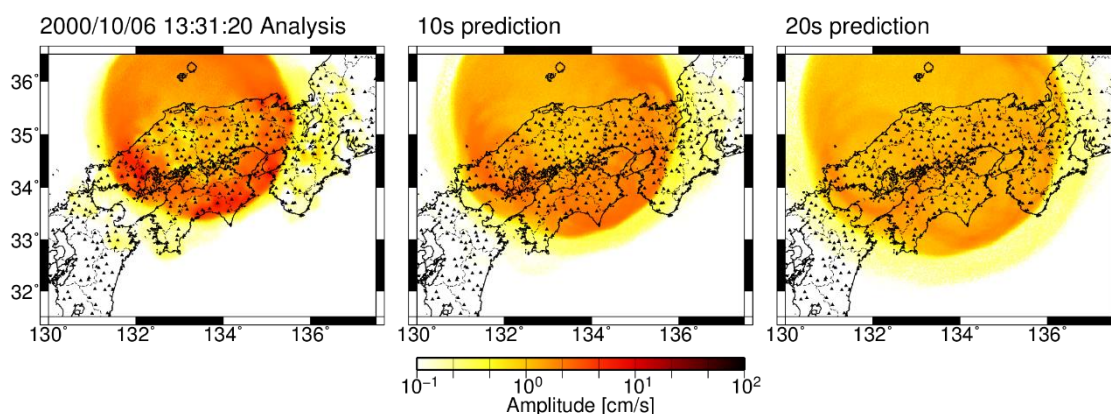 2000/10/06 13:31:20 Analysis
10s prediction
20s prediction
36°
35°
34°
33°
32°
130° 132° 134° 136°
130° 132° 134° 136°
130° 132° 134° 136°
10⁻¹ 10⁰ 10¹ 10²
Amplitude [cm/s]